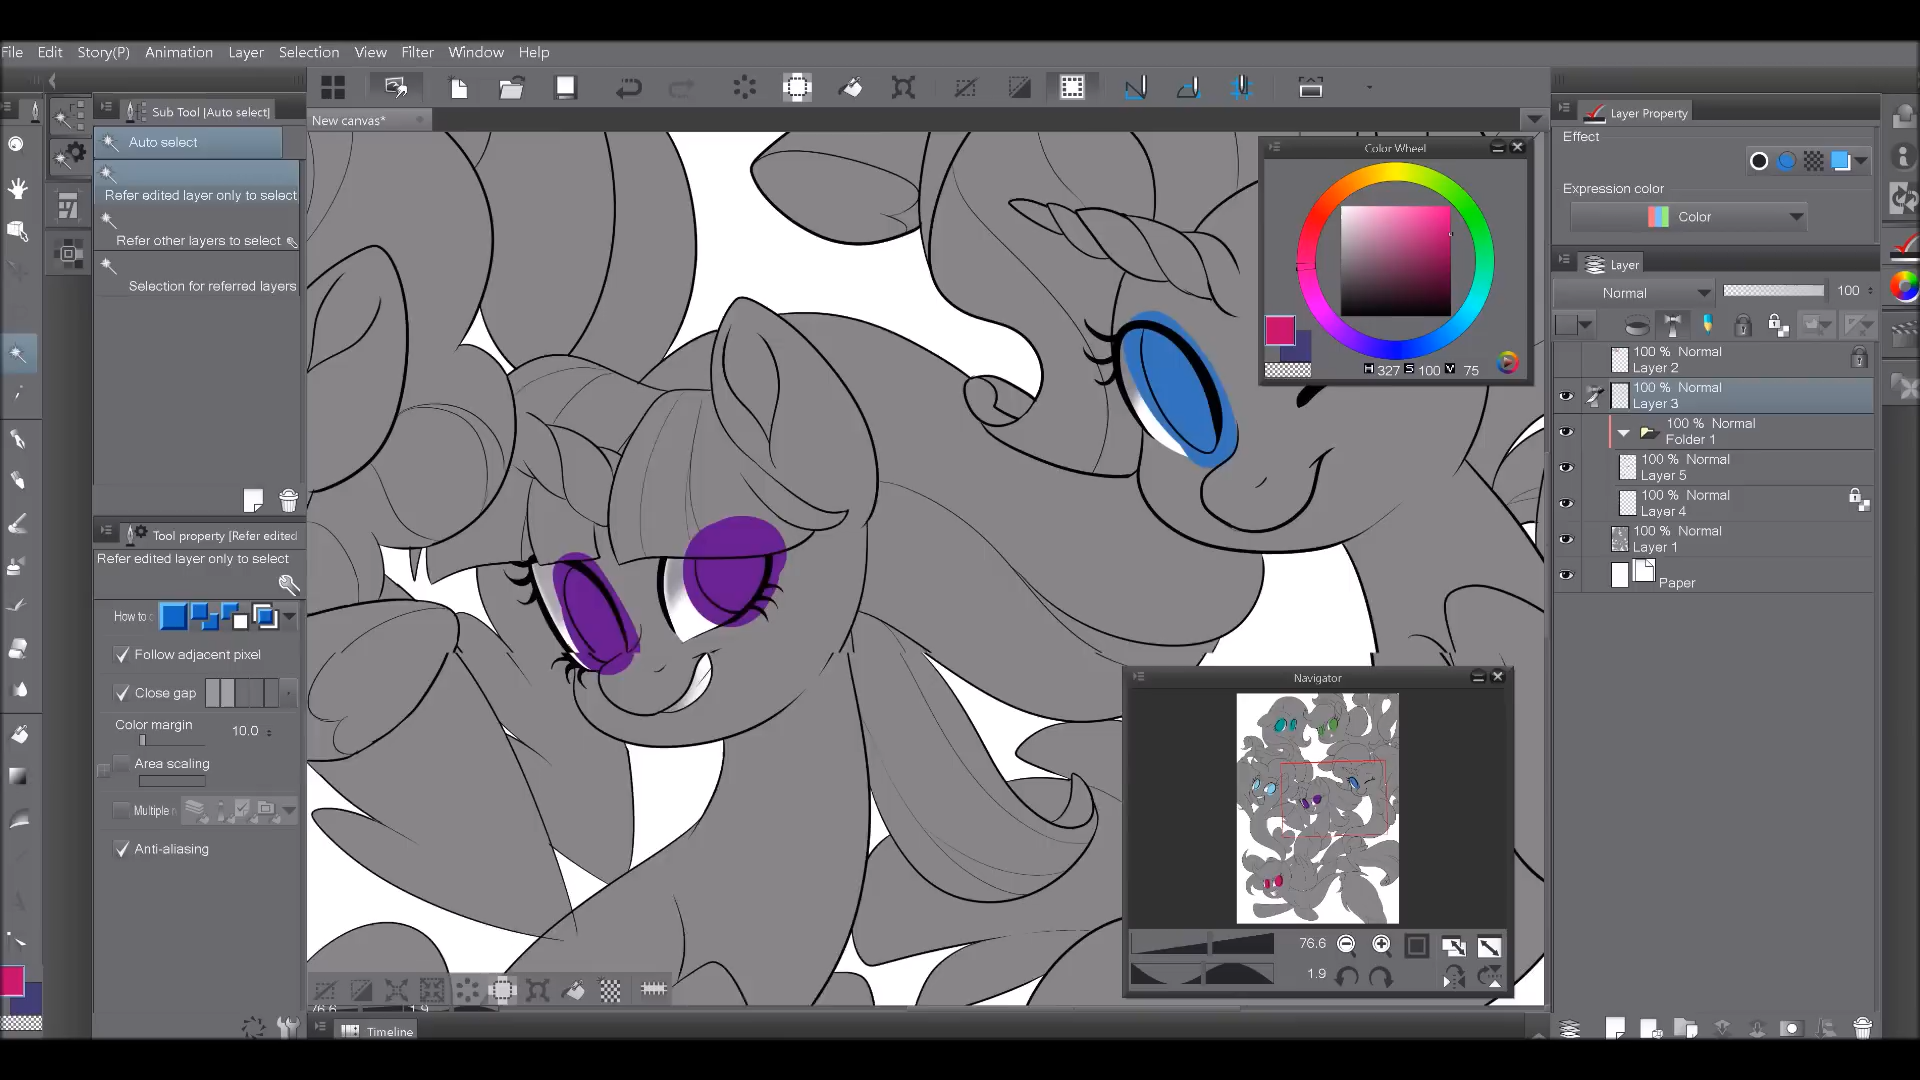 File Edit Story(P) Animation Layer Selection View Filter Window Help
Sub Tool [Auto select]
Auto select
Refer edited layer only to select
Refer other layers to select
Selection for referred layers
Tool property [Refer edited
Refer edited layer only to select
How to
Follow adjacent pixel
Close gap
Color margin
10.0
Area scaling
Multiple
Anti-aliasing
New canvas*
Color Wheel
H 327 S 100 V 75
Navigator
76.6
1.9
76.6 1.9
Timeline
Layer Property
Effect
Expression color
Color
Layer
Normal 100
100 % Normal
Layer 2
100 % Normal
Layer 3
100 % Normal
Folder 1
100 % Normal
Layer 5
100 % Normal
Layer 4
100 % Normal
Layer 1
Paper